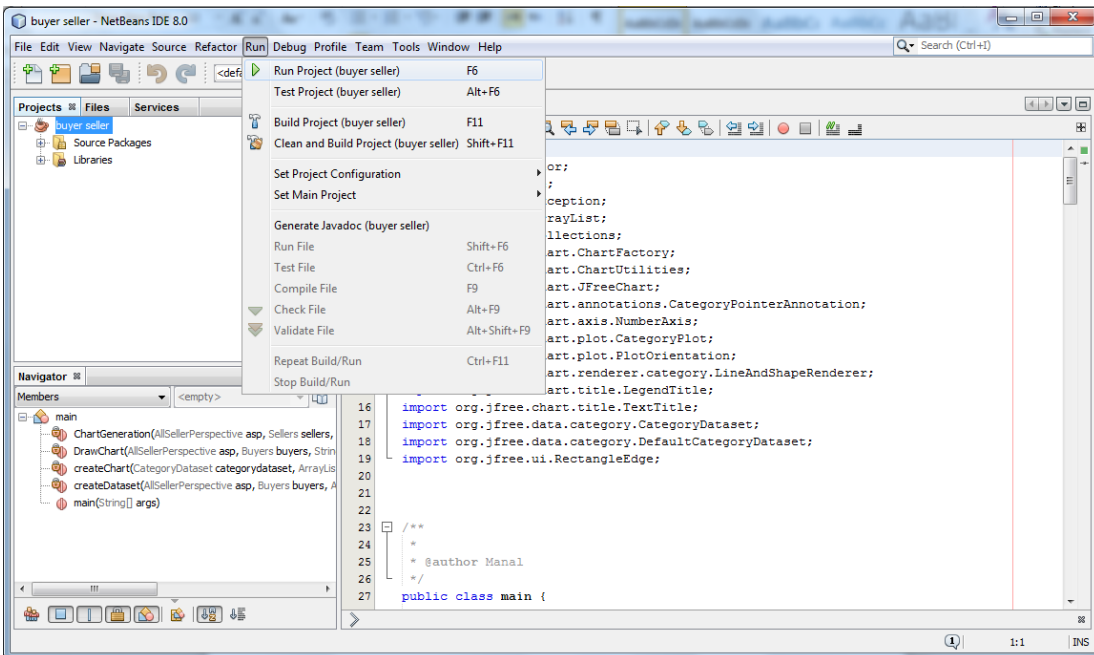 buyer seller - NetBeans IDE 8.0
File Edit View Navigate Source Refactor Run Debug Profile Team Tools Window Help
Search (Ctrl+I)
<defa
Run Project (buyer seller) F6
Test Project (buyer seller) Alt+F6
Build Project (buyer seller) F11
Clean and Build Project (buyer seller) Shift+F11
Set Project Configuration
Set Main Project
Generate Javadoc (buyer seller)
Run File Shift+F6
Test File Ctrl+F6
Compile File F9
Check File Alt+F9
Validate File Alt+Shift+F9
Repeat Build/Run Ctrl+F11
Stop Build/Run
Projects Files Services
buyer seller
Source Packages
Libraries
or;
;
ception;
rayList;
llections;
art.ChartFactory;
art.ChartUtilities;
art.JFreeChart;
art.annotations.CategoryPointerAnnotation;
art.axis.NumberAxis;
art.plot.CategoryPlot;
art.plot.PlotOrientation;
art.renderer.category.LineAndShapeRenderer;
art.title.LegendTitle;
16 import org.jfree.chart.title.TextTitle;
17 import org.jfree.data.category.CategoryDataset;
18 import org.jfree.data.category.DefaultCategoryDataset;
19 import org.jfree.ui.RectangleEdge;
20
21
22
23 /**
24 *
25 * @author Manal
26 */
27 public class main {
Navigator
Members <empty>
main
ChartGeneration(AllSellerPerspective asp, Sellers sellers,
DrawChart(AllSellerPerspective asp, Buyers buyers, Strin
createChart(CategoryDataset categorydataset, ArrayLis
createDataset(AllSellerPerspective asp, Buyers buyers, A
main(String[] args)
1 1:1 INS